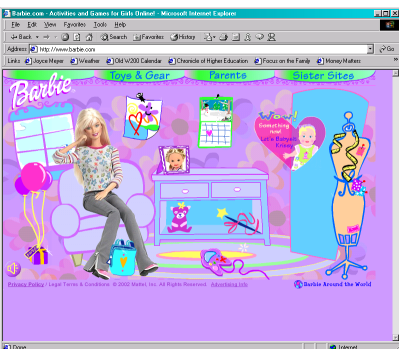 Barbie.com - Activities and Games for Girls Online! - Microsoft Internet Explorer
File Edit View Favorites Tools Help
Back Search Favorites History
Address http://www.barbie.com Go
Links Joyce Meyer Weather Old W200 Calendar Chronicle of Higher Education Focus on the Family Money Matters
Barbie
Toys & Gear Parents Sister Sites
Wow!
Something new
Let's Babysit
Krissy
Privacy Policy / Legal Terms & Conditions © 2002 Mattel, Inc. All Rights Reserved. Advertising Info
Barbie Around the World
Done Internet